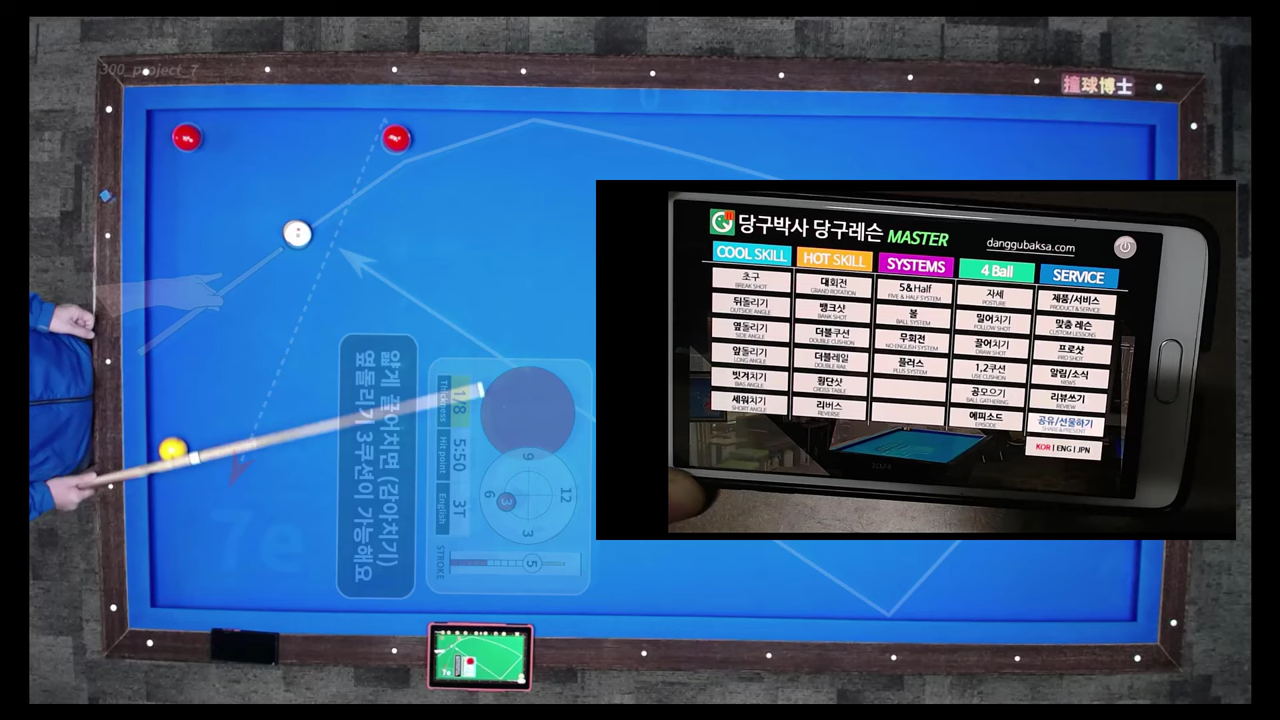 300_project_7
撞球博士
당구박사 당구레슨 MASTER
danggubaksa.com
COOL SKILL
초구
BREAK SHOT
뒤돌리기
OUTSIDE ANGLE
옆돌리기
SIDE ANGLE
앞돌리기
LONG ANGLE
빗겨치기
BIAS ANGLE
세워치기
SHORT ANGLE
HOT SKILL
대회전
GRAND ROTATION
뱅크샷
BANK SHOT
더블쿠션
DOUBLE CUSHION
더블레일
DOUBLE RAIL
횡단샷
CROSS TABLE
리버스
REVERSE
SYSTEMS
5&Half
FIVE & HALF SYSTEM
볼
BALL SYSTEM
무회전
NO ENGLISH SYSTEM
플러스
PLUS SYSTEM
4 Ball
자세
POSTURE
밀어치기
FOLLOW SHOT
끌어치기
DRAW SHOT
1,2쿠션
USE CUSHION
공모으기
BALL GATHERING
에피소드
EPISODE
SERVICE
제품/서비스
PRODUCT & SERVICE
맞춤 레슨
CUSTOM LESSONS
프로샷
PRO SHOT
알림/소식
NEWS
리뷰쓰기
REVIEW
공유/선물하기
SHARE & PRESENT
KOR | ENG | JPN
얇게 끌어치면 (감아치기)
옆돌리기 3쿠션이 가능해요
1/8 5:50 3T
Thickness Hit point English
9
6 3 12
3
STROKE
5
7e